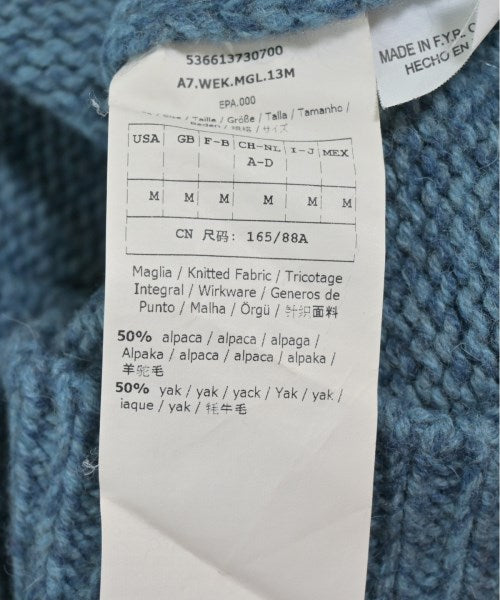 536613730700
A7.WEK.MGL.13M
EPA.000
Taille / Größe / Talla / Tamanho /
Beden / サイズ
USA GB F-B CH-NL I-J MEX
A-D
M M M M M M
CN 尺码: 165/88A
Maglia / Knitted Fabric / Tricotage
Integral / Wirkware / Generos de
Punto / Malha / Örgü / 针织面料
50% alpaca / alpaca / alpaga /
Alpaka / alpaca / alpaca / alpaka /
羊驼毛
50% yak / yak / yack / Yak / yak /
iaque / yak / 牦牛毛
MADE IN F.Y.R.
HECHO EN